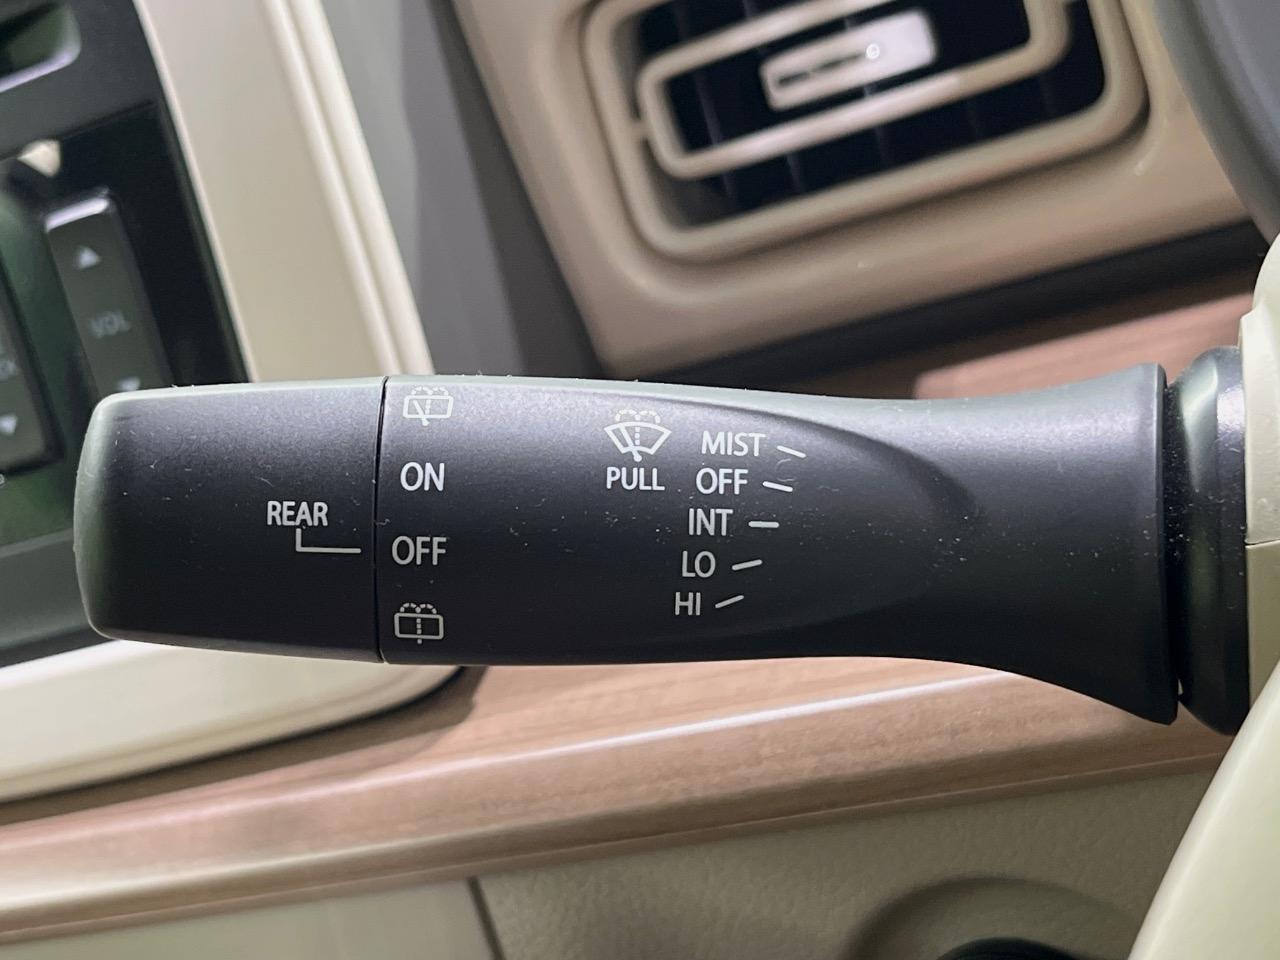 VOL
REAR
ON
OFF
PULL
MIST
OFF
INT
LO
HI